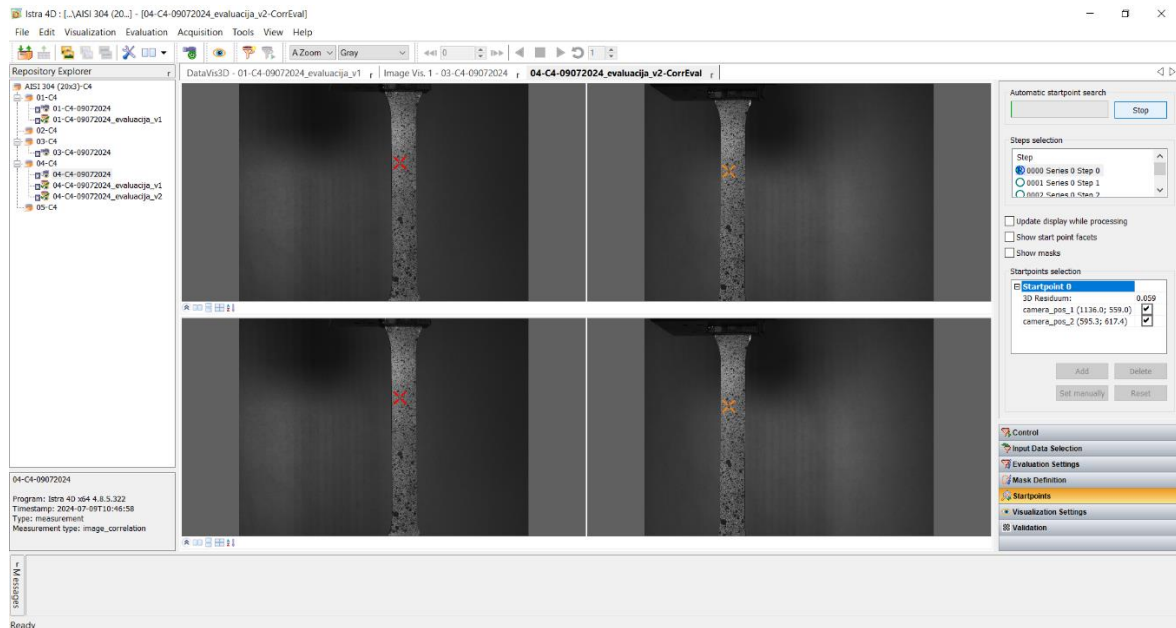 Istra 4D : [...\AISI 304 (20...] - [04-C4-09072024_evaluacija_v2-CorrEval]
File Edit Visualization Evaluation Acquisition Tools View Help
A Zoom Gray 0 1
Repository Explorer
DataVis3D - 01-C4-09072024_evaluacija_v1 Image Vis. 1 - 03-C4-09072024 04-C4-09072024_evaluacija_v2-CorrEval
AISI 304 (20x3)-C4
01-C4
01-C4-09072024
01-C4-09072024_evaluacija_v1
02-C4
03-C4
03-C4-09072024
04-C4
04-C4-09072024
04-C4-09072024_evaluacija_v1
04-C4-09072024_evaluacija_v2
05-C4
04-C4-09072024
Program: Istra 4D x64 4.8.5.322
Timestamp: 2024-07-09T10:46:58
Type: measurement
Measurement type: image_correlation
Automatic startpoint search
Stop
Steps selection
Step
0000 Series 0 Step 0
0001 Series 0 Step 1
0002 Series 0 Step 2
Update display while processing
Show start point facets
Show masks
Startpoints selection
Startpoint 0
3D Residuum: 0.059
camera_pos_1 (1136.0; 559.0)
camera_pos_2 (595.3; 617.4)
Add Delete
Set manually Reset
Control
Input Data Selection
Evaluation Settings
Mask Definition
Startpoints
Visualization Settings
Validation
Messages
Ready